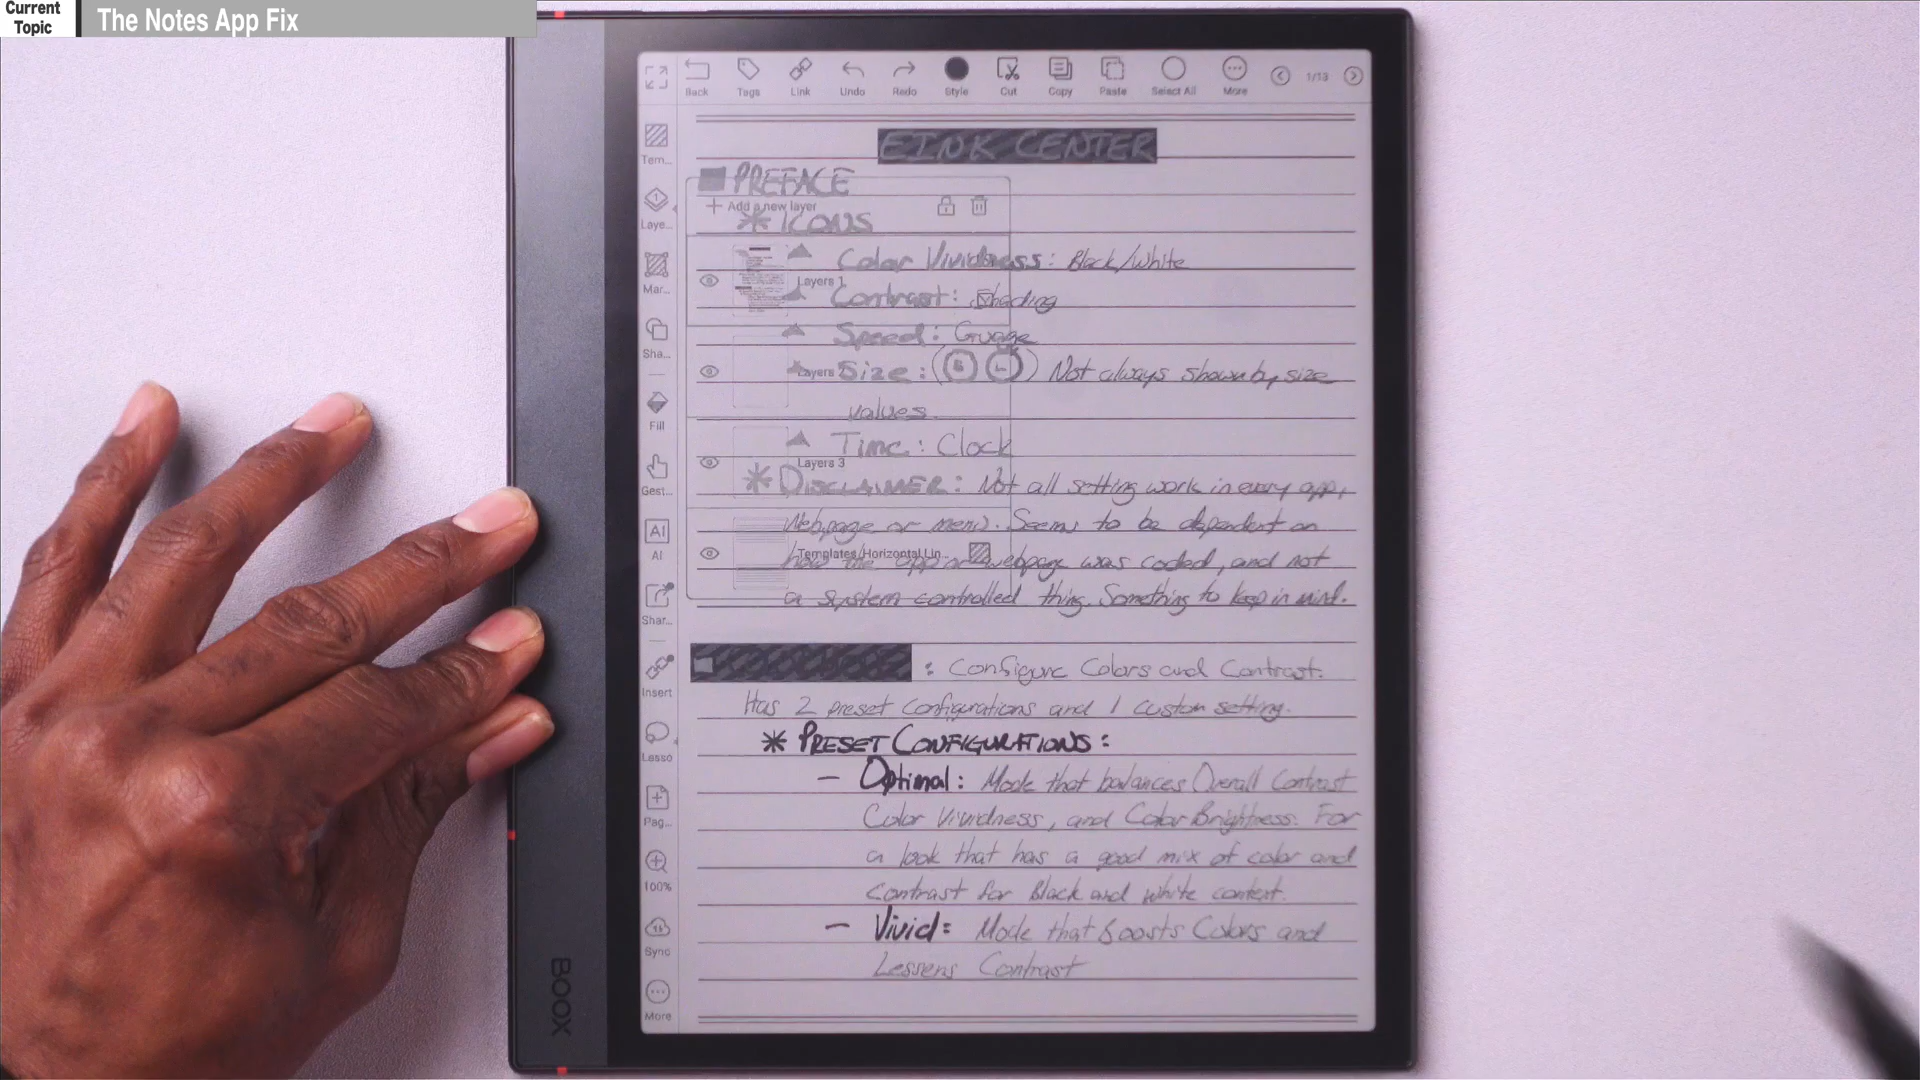 Current
Topic
The Notes App Fix
Back
Tags
Link
Undo
Redo
Style
Cut
Copy
Paste
Select All
More
1/13
Tem...
Laye...
Mar...
Sha...
Fill
Gest...
AI
AI
Shar...
Insert
Lasso
Pag...
100%
Sync
More
EINK CENTER
PREFACE
+ Add a new layer
* ICONS
Color Vividness: Black/White
Layers 1
Contrast: Shading
Speed: Guage
Layers
Size: Not always shown by size
values.
Time: Clock
Layers 3
* DISCLAIMER: Not all setting work in every app,
Webpage or menu. Seems to be dependent on
Templates/Horizontal Lin...
how the app or webpage was coded, and not
a system controlled thing. Something to keep in mind.
: Configure Colors and Contrast.
Has 2 preset configurations and 1 custom setting.
* PRESET CONFIGURATIONS:
— Optimal: Mode that balances Overall Contrast
Color Vividness, and Color Brightness. For
a look that has a good mix of color and
Contrast for Black and White content.
— Vivid: Mode that Boosts Colors and
Lessens Contrast
BOOX